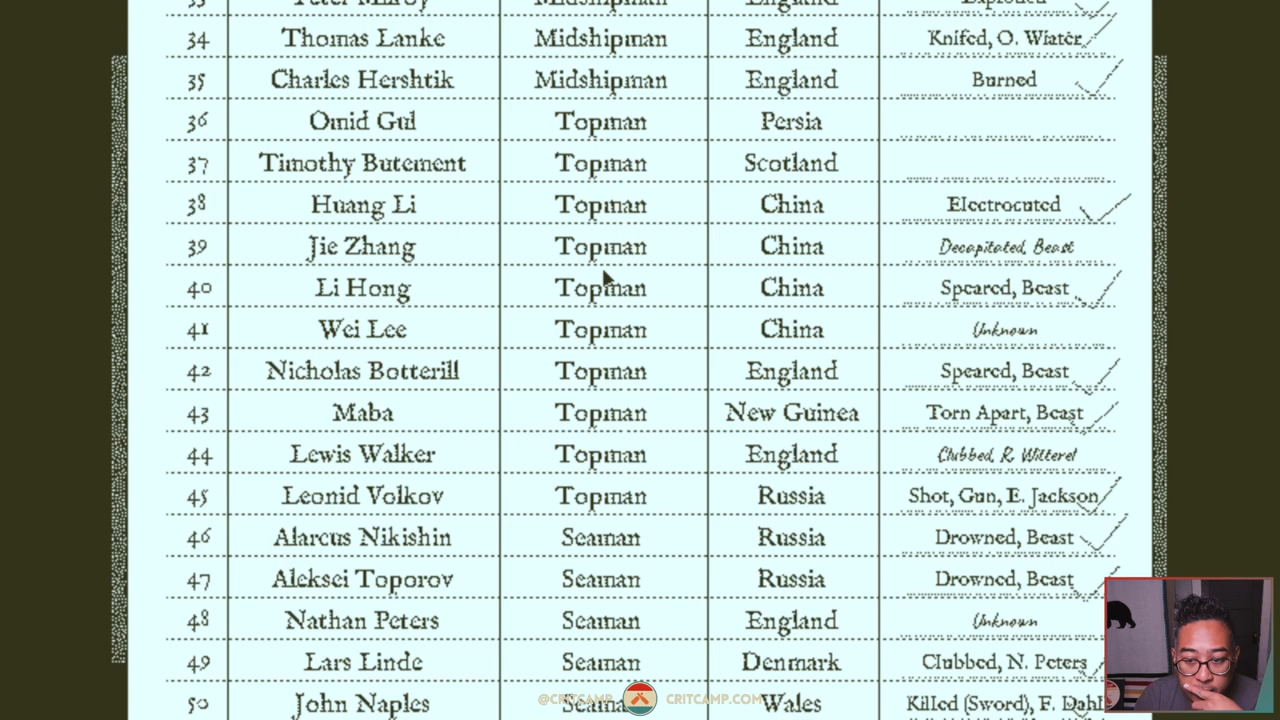 34 Thomas Lanke Midshipman England Knifed, O. Wiater
35 Charles Hershtik Midshipman England Burned
36 Omid Gul Topman Persia
37 Timothy Butement Topman Scotland
38 Huang Li Topman China Electrocuted
39 Jie Zhang Topman China Decapitated, Beast
40 Li Hong Topman China Speared, Beast
41 Wei Lee Topman China Unknown
42 Nicholas Botterill Topman England Speared, Beast
43 Maba Topman New Guinea Torn Apart, Beast
44 Lewis Walker Topman England Clubbed, R. Witterel
45 Leonid Volkov Topman Russia Shot, Gun, E. Jackson
46 Alarcus Nikishin Seaman Russia Drowned, Beast
47 Aleksei Toporov Seaman Russia Drowned, Beast
48 Nathan Peters Seaman England Unknown
49 Lars Linde Seaman Denmark Clubbed, N. Peters
50 John Naples Seaman Wales Killed (Sword), F. Dahl
@CRITCAMP CRITCAMP.COM